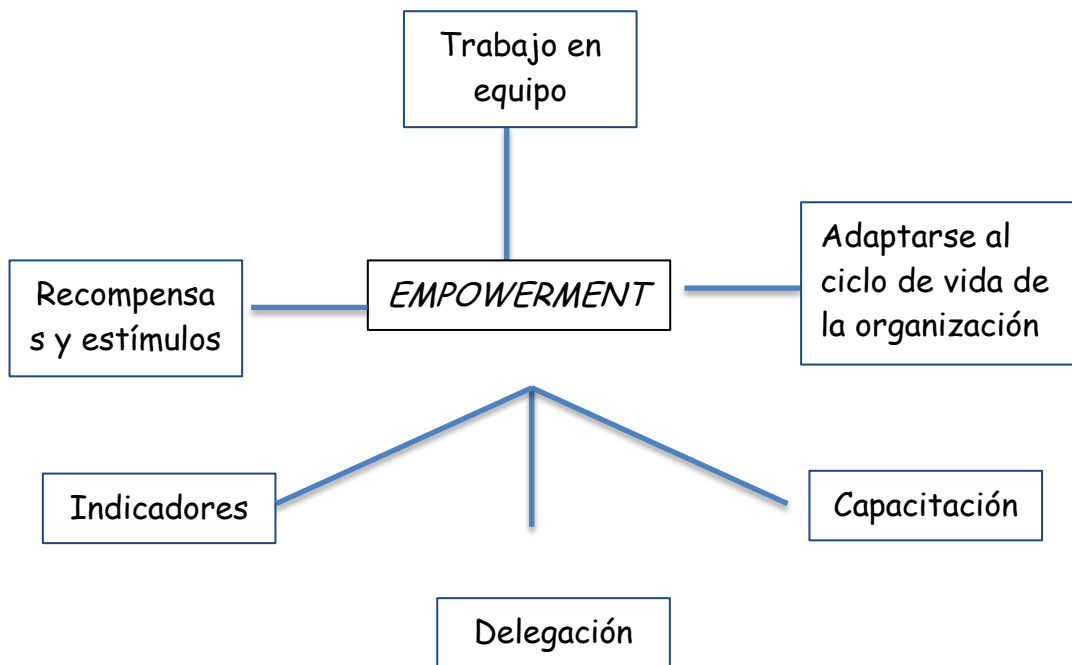 Trabajo en
equipo
Adaptarse al
ciclo de vida de
la organización
EMPOWERMENT
Recompensa
s y estímulos
Indicadores
Capacitación
Delegación